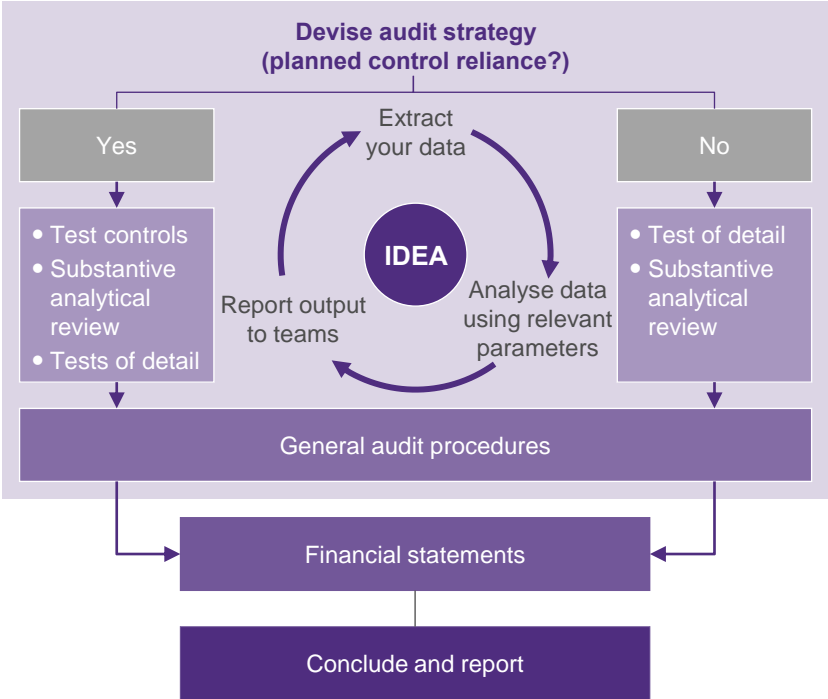 Devise audit strategy
(planned control reliance?)
Yes
Extract
your data
No
• Test controls
• Substantive
analytical
review
• Tests of detail
IDEA
• Test of detail
• Substantive
analytical
review
Report output
to teams
Analyse data
using relevant
parameters
General audit procedures
Financial statements
Conclude and report